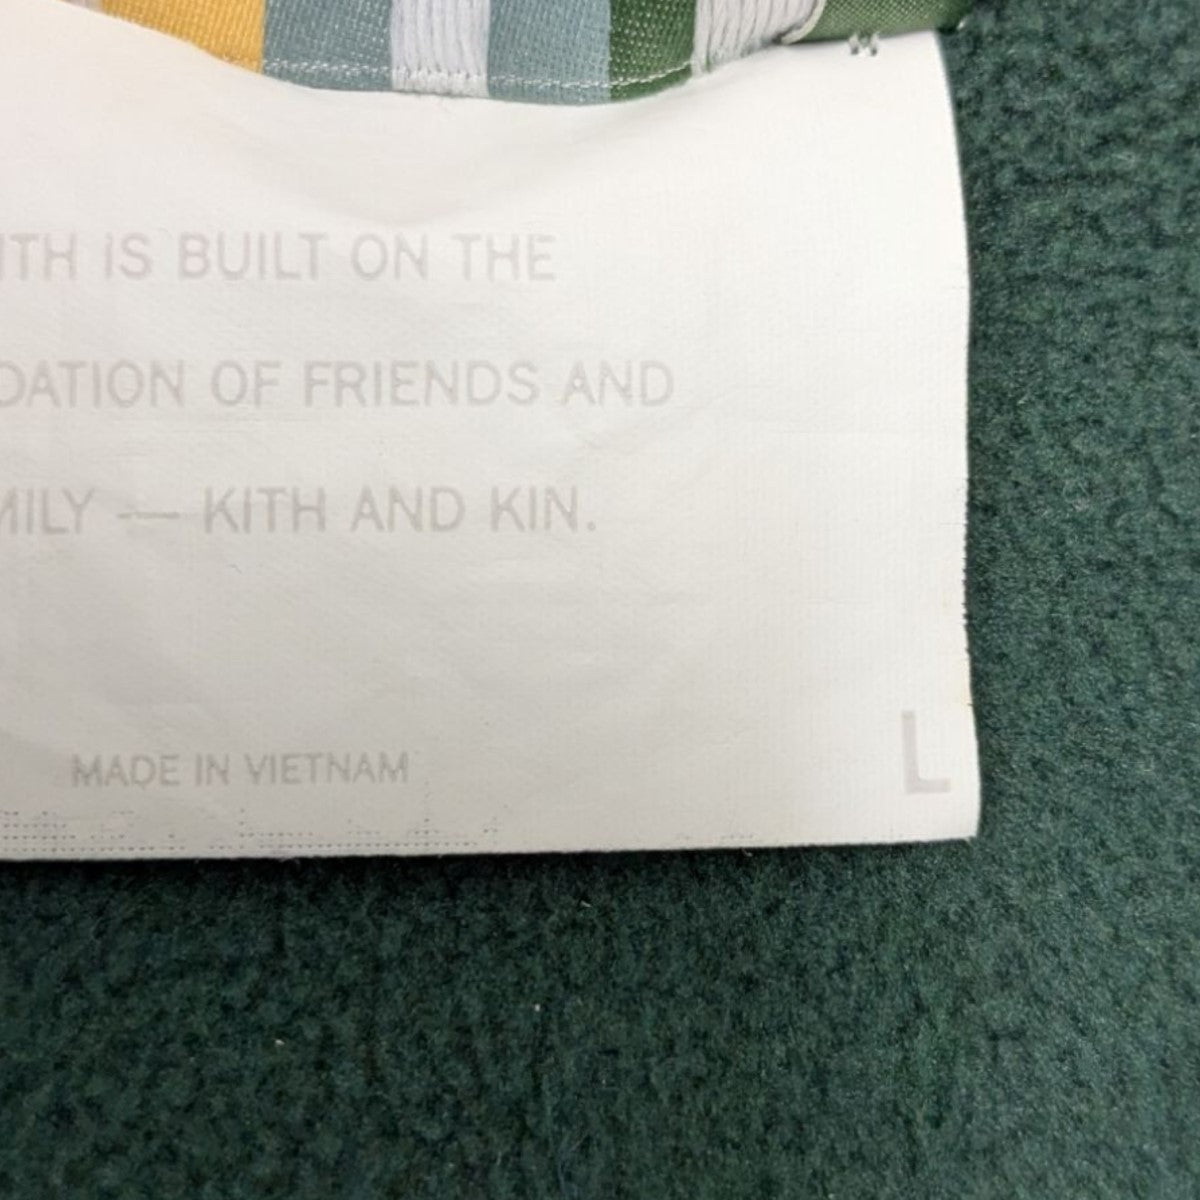 ITH IS BUILT ON THE
DATION OF FRIENDS AND
MILY — KITH AND KIN.
MADE IN VIETNAM
L